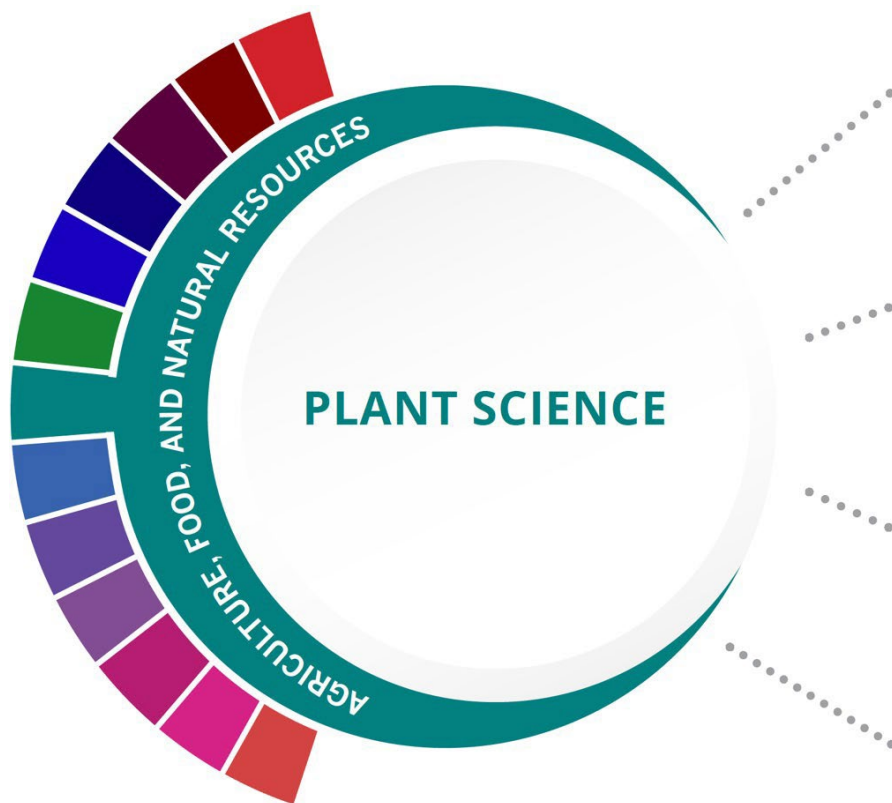 AGRICULTURE, FOOD, AND NATURAL RESOURCES
PLANT SCIENCE